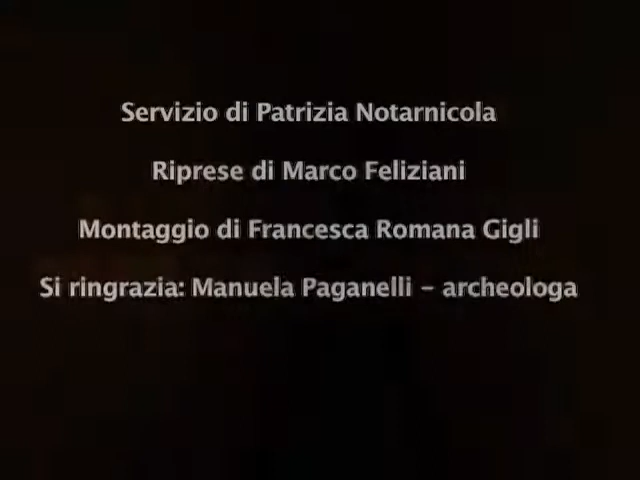 Servizio di Patrizia Notarnicola
Riprese di Marco Feliziani
Montaggio di Francesca Romana Gigli
Si ringrazia: Manuela Paganelli - archeologa